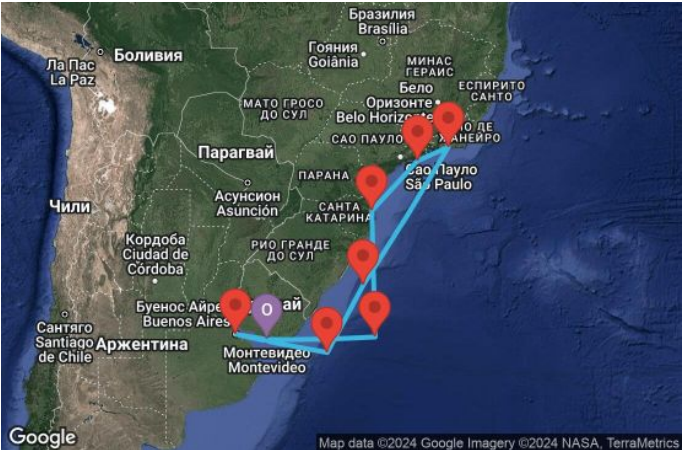 Бразилия
Brasília
Гояния
Goiânia
Боливия
Ла Пас
La Paz
МИНАС
ГЕРАИС
ЕСПИРИТО
САНТО
Бело
Оризонте
Belo Horizonte
МАТО ГРОСО
ДО СУЛ
САО ПАУЛО
ДЕ
ЖАНЕЙРО
Парагвай
ПАРАНА
Сао Пауло
São Paulo
Асунсион
Asunción
Чили
САНТА
КАТАРИНА
Кордоба
Ciudad de
Córdoba
РИО ГРАНДЕ
ДО СУЛ
Буенос Айре
Buenos Aires
ай
O
Сантяго
Santiago
de Chile
Аржентина
Монтевидео
Montevideo
Google
Map data ©2024 Google Imagery ©2024 NASA, TerraMetrics